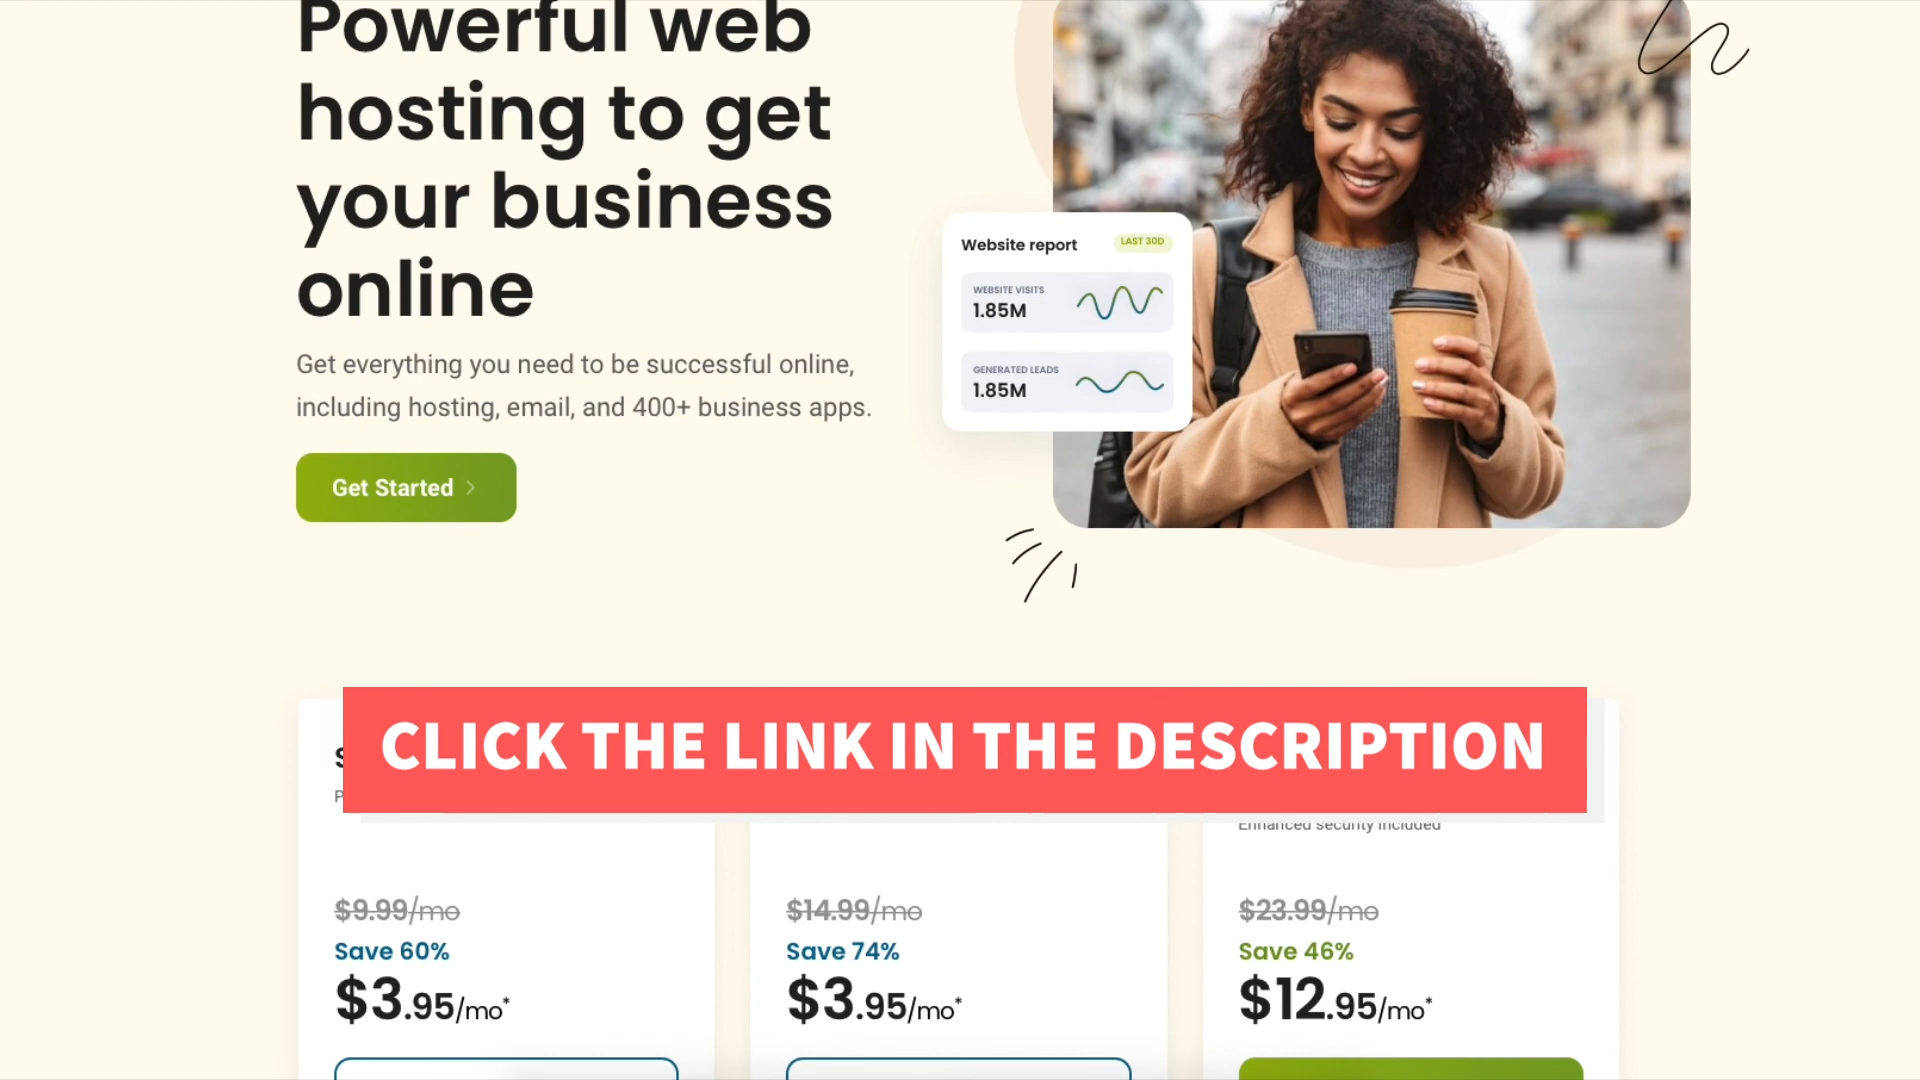 Powerful web
hosting to get
your business
online
Get everything you need to be successful online,
including hosting, email, and 400+ business apps.
Get Started
Website report
LAST 30D
WEBSITE VISITS
1.85M
GENERATED LEADS
1.85M
CLICK THE LINK IN THE DESCRIPTION
Enhanced security included
$9.99/mo
Save 60%
$3.95/mo*
$14.99/mo
Save 74%
$3.95/mo*
$23.99/mo
Save 46%
$12.95/mo*